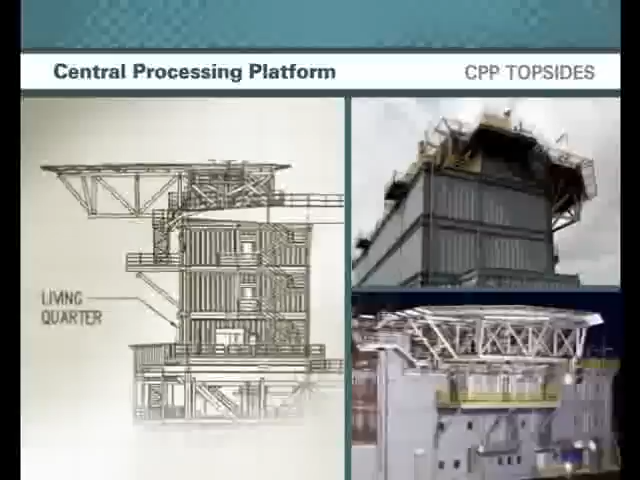 Central Processing Platform
CPP TOPSIDES
LIVING
QUARTER